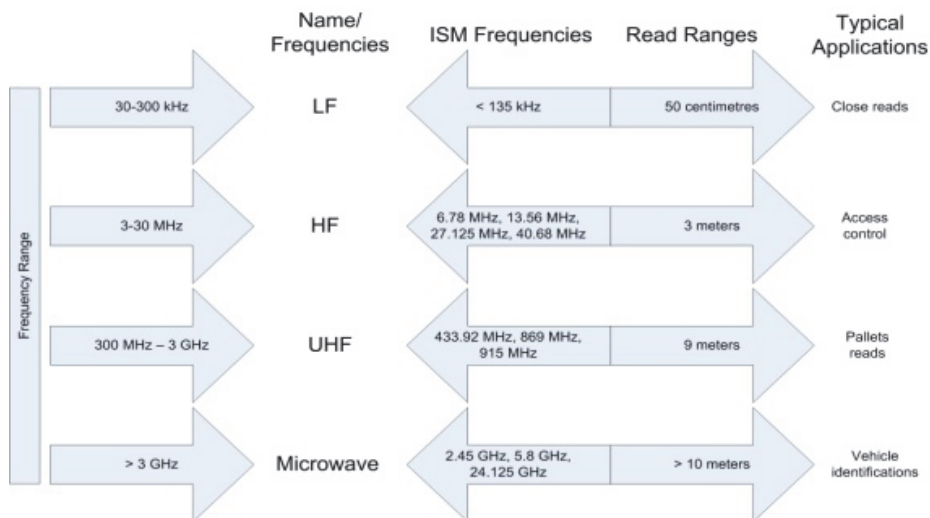 Name/
Frequencies
ISM Frequencies
Read Ranges
Typical
Applications
Frequency Range
30-300 kHz
LF
< 135 kHz
50 centimetres
Close reads
3-30 MHz
HF
6.78 MHz, 13.56 MHz,
27.125 MHz, 40.68 MHz
3 meters
Access
control
300 MHz – 3 GHz
UHF
433.92 MHz, 869 MHz,
915 MHz
9 meters
Pallets
reads
> 3 GHz
Microwave
2.45 GHz, 5.8 GHz,
24.125 GHz
> 10 meters
Vehicle
identifications